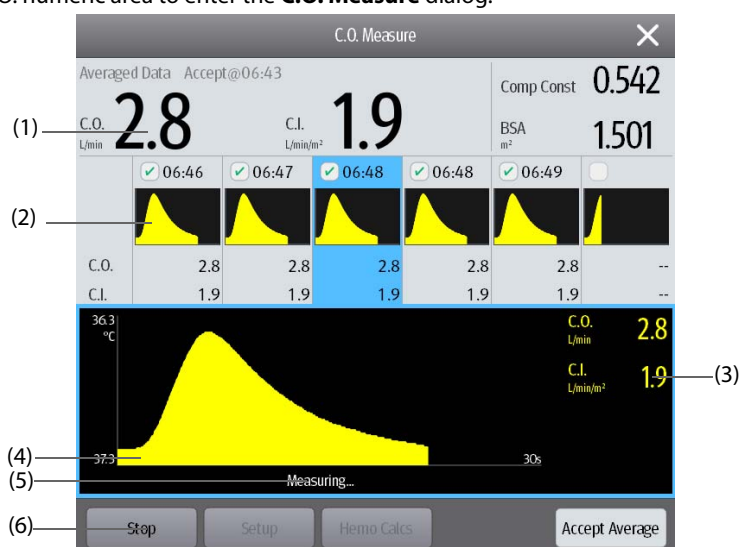 O. numeric area to enter the C.O. Measure dialog.
C.O. Measure
Averaged Data Accept@06:43
C.O. L/min 2.8 C.I. L/min/m² 1.9
Comp Const 0.542
BSA m² 1.501
(1)
06:46 06:47 06:48 06:48 06:49
(2)
C.O. 2.8 2.8 2.8 2.8 2.8 --
C.I. 1.9 1.9 1.9 1.9 1.9 --
36.3
°C
C.O. L/min 2.8
C.I. L/min/m² 1.9
(3)
(4)
37.3 30s
(5)
Measuring...
(6)
Stop Setup Hemo Calcs Accept Average